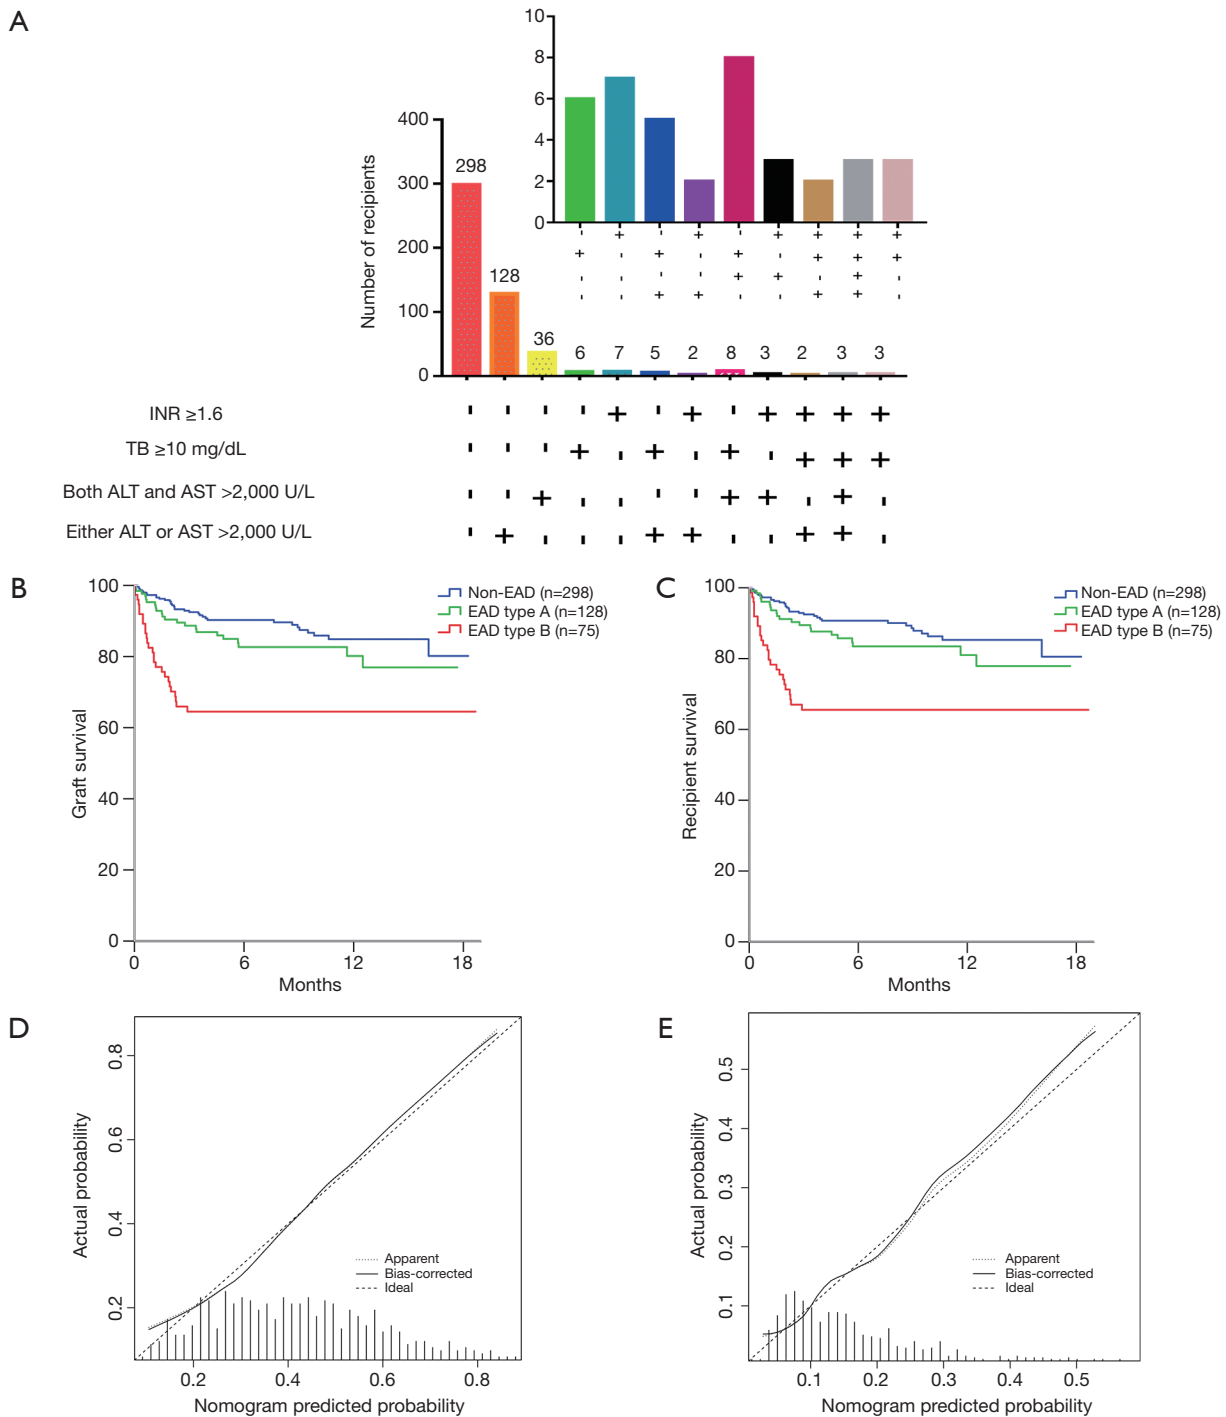 A
10
8
6
4
2
0
Number of recipients
400
300
200
100
0
298
128
36
6
7
5
2
8
3
2
3
3
- + - - + - + + +
+ - + - + - + + +
- - - - + + - + -
- - + + - - + + -
INR ≥1.6 - - - - + - + - + + + +
TB ≥10 mg/dL - - - + - + - + - + + +
Both ALT and AST >2,000 U/L - - + - - - - + + - + -
Either ALT or AST >2,000 U/L - + - - - + + - - + + -
B
100
80
60
40
20
0
Graft survival
Non-EAD (n=298)
EAD type A (n=128)
EAD type B (n=75)
0 6 12 18
Months
C
100
80
60
40
20
0
Recipient survival
Non-EAD (n=298)
EAD type A (n=128)
EAD type B (n=75)
0 6 12 18
Months
D
Actual probability
0.8
0.6
0.4
0.2
Apparent
Bias-corrected
Ideal
0.2 0.4 0.6 0.8
Nomogram predicted probability
E
Actual probability
0.5
0.4
0.3
0.2
0.1
Apparent
Bias-corrected
Ideal
0.1 0.2 0.3 0.4 0.5
Nomogram predicted probability